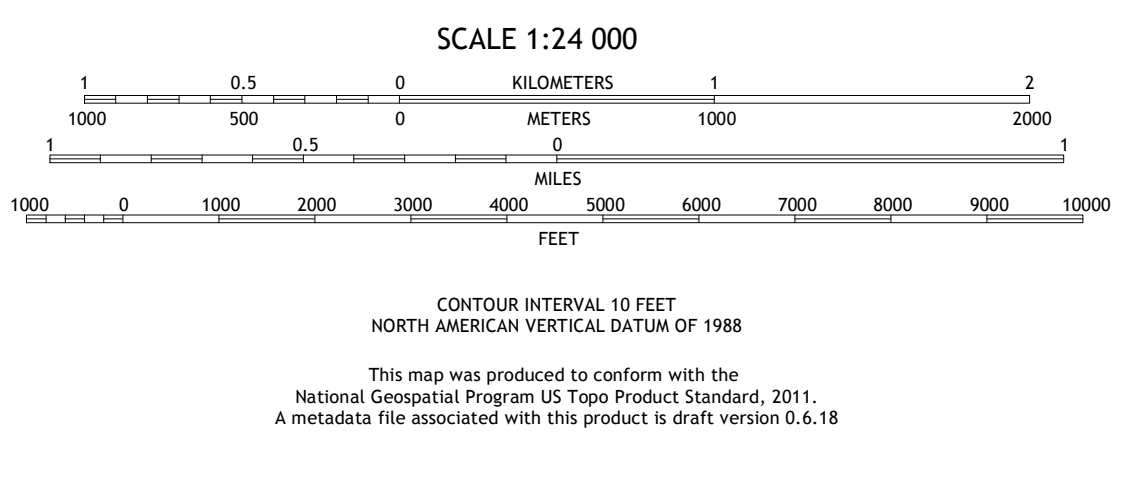 SCALE 1:24 000
1 0.5 0 KILOMETERS 1 2
1000 500 0 METERS 1000 2000
1 0.5 0 1
MILES
1000 0 1000 2000 3000 4000 5000 6000 7000 8000 9000 10000
FEET
CONTOUR INTERVAL 10 FEET
NORTH AMERICAN VERTICAL DATUM OF 1988
This map was produced to conform with the
National Geospatial Program US Topo Product Standard, 2011.
A metadata file associated with this product is draft version 0.6.18